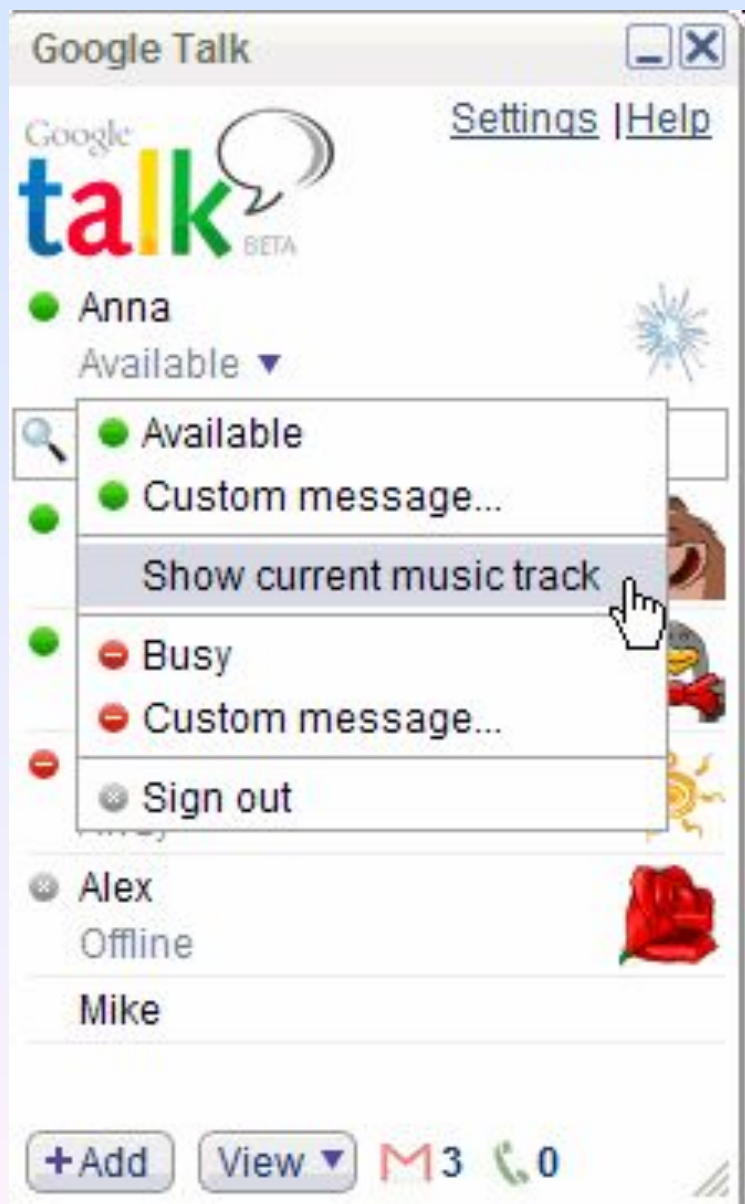 Google Talk
Settings | Help
Google
talk
BETA
Anna
Available
Available
Custom message...
Show current music track
Busy
Custom message...
Sign out
Alex
Offline
Mike
+Add View 3 0